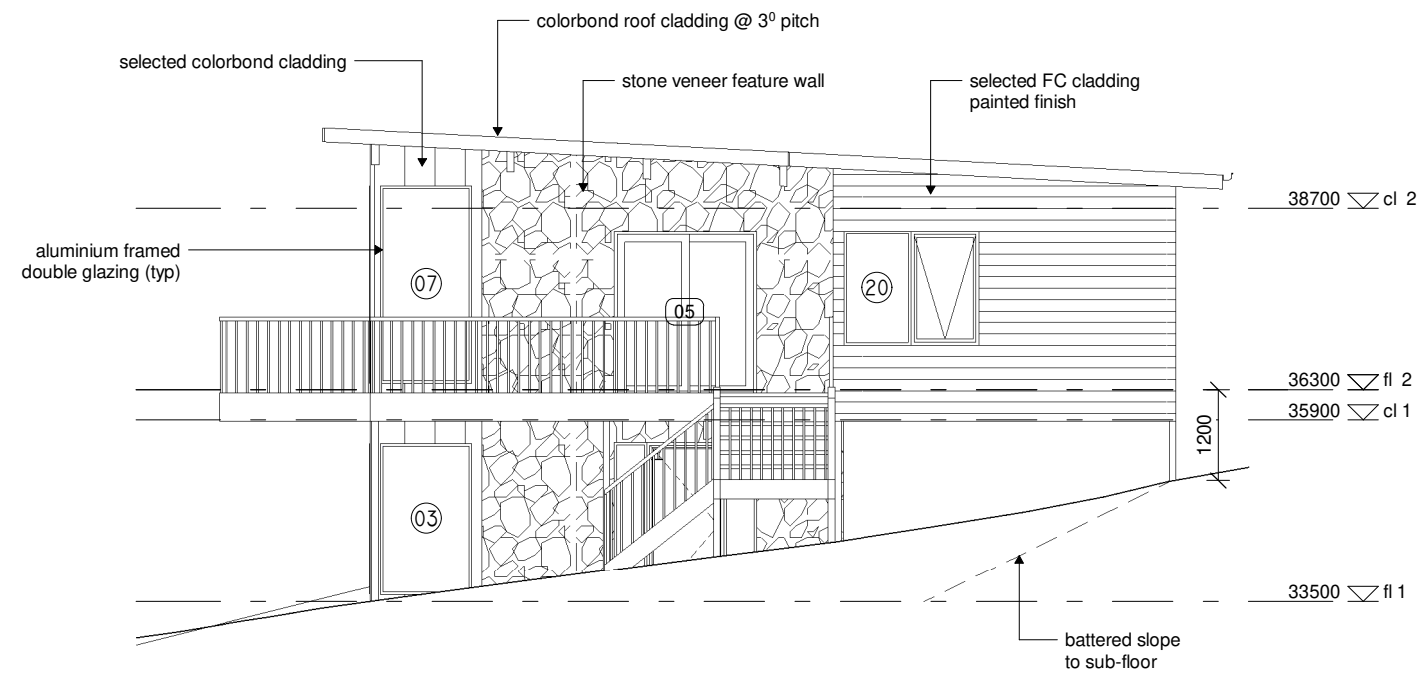 colorbond roof cladding @ 3⁰ pitch
selected colorbond cladding
stone veneer feature wall
selected FC cladding
painted finish
38700 cl 2
aluminium framed
double glazing (typ)
07
20
05
36300 fl 2
35900 cl 1
1200
03
33500 fl 1
battered slope
to sub-floor